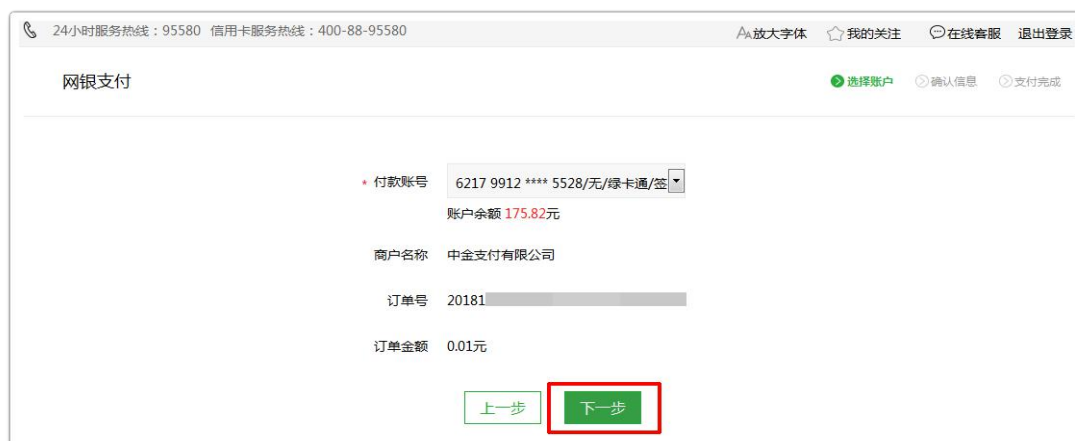 24小时服务热线：95580 信用卡服务热线：400-88-95580 AA放大字体 我的关注 在线客服 退出登录
网银支付 选择账户 确认信息 支付完成
* 付款账号 6217 9912 **** 5528/无/绿卡通/签
账户余额 175.82元
商户名称 中金支付有限公司
订单号 20181
订单金额 0.01元
上一步 下一步